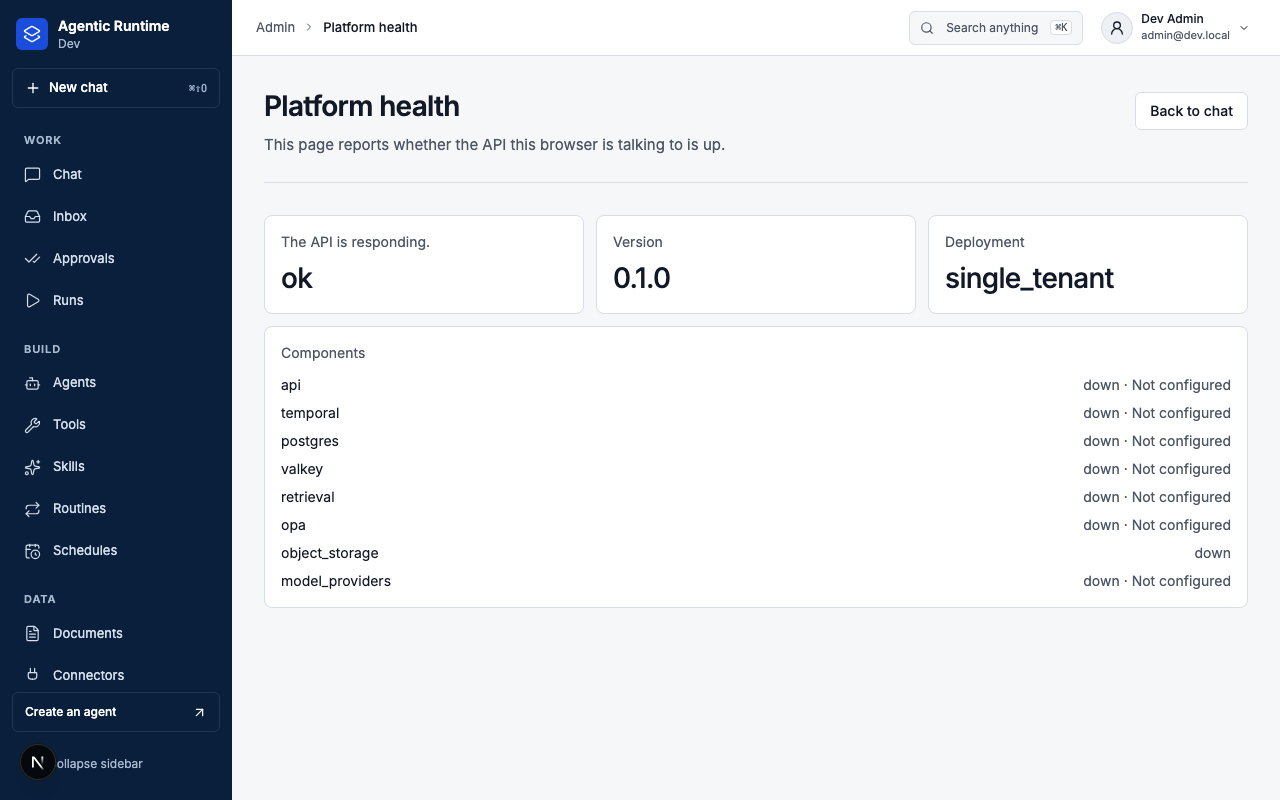 Agentic Runtime
Dev
New chat ⌘⇧O
WORK
Chat
Inbox
Approvals
Runs
BUILD
Agents
Tools
Skills
Routines
Schedules
DATA
Documents
Connectors
Create an agent
N ollapse sidebar
Admin > Platform health
Search anything ⌘K
Dev Admin
admin@dev.local
Platform health
Back to chat
This page reports whether the API this browser is talking to is up.
The API is responding.
ok
Version
0.1.0
Deployment
single_tenant
Components
api down · Not configured
temporal down · Not configured
postgres down · Not configured
valkey down · Not configured
retrieval down · Not configured
opa down · Not configured
object_storage down
model_providers down · Not configured